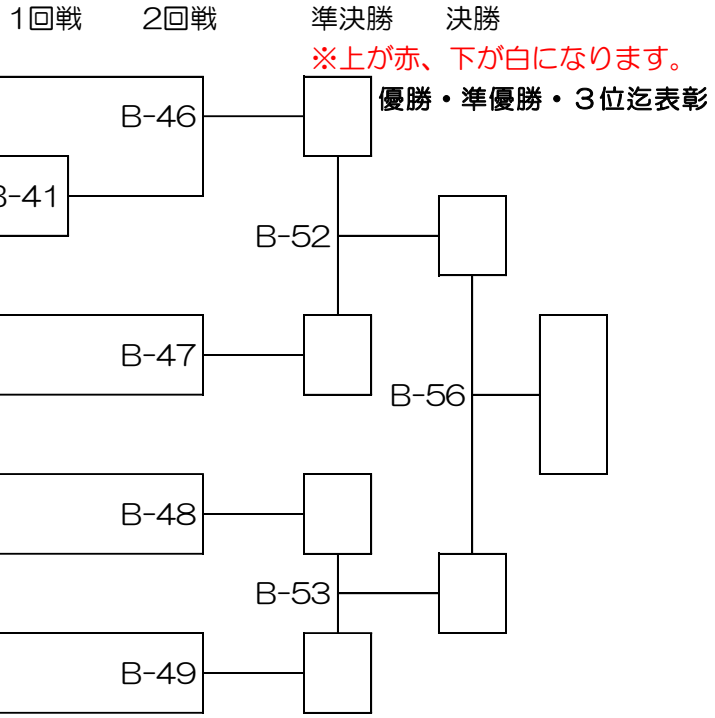 1回戦 2回戦 準決勝 決勝
※上が赤、下が白になります。
優勝・準優勝・３位迄表彰
B-46
B-41
B-52
B-47
B-56
B-48
B-53
B-49